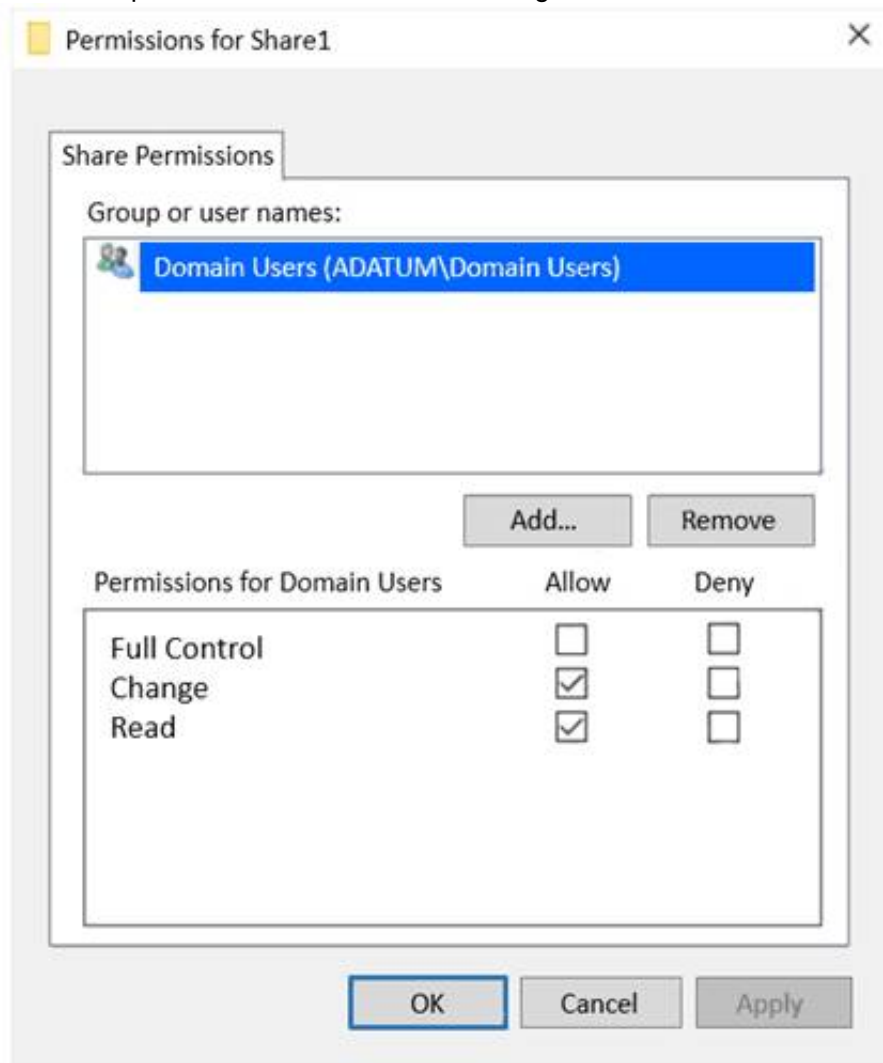 Permissions for Share1
Share Permissions
Group or user names:
Domain Users (ADATUM\Domain Users)
Add...
Remove
Permissions for Domain Users Allow Deny
Full Control
Change
Read
OK Cancel Apply